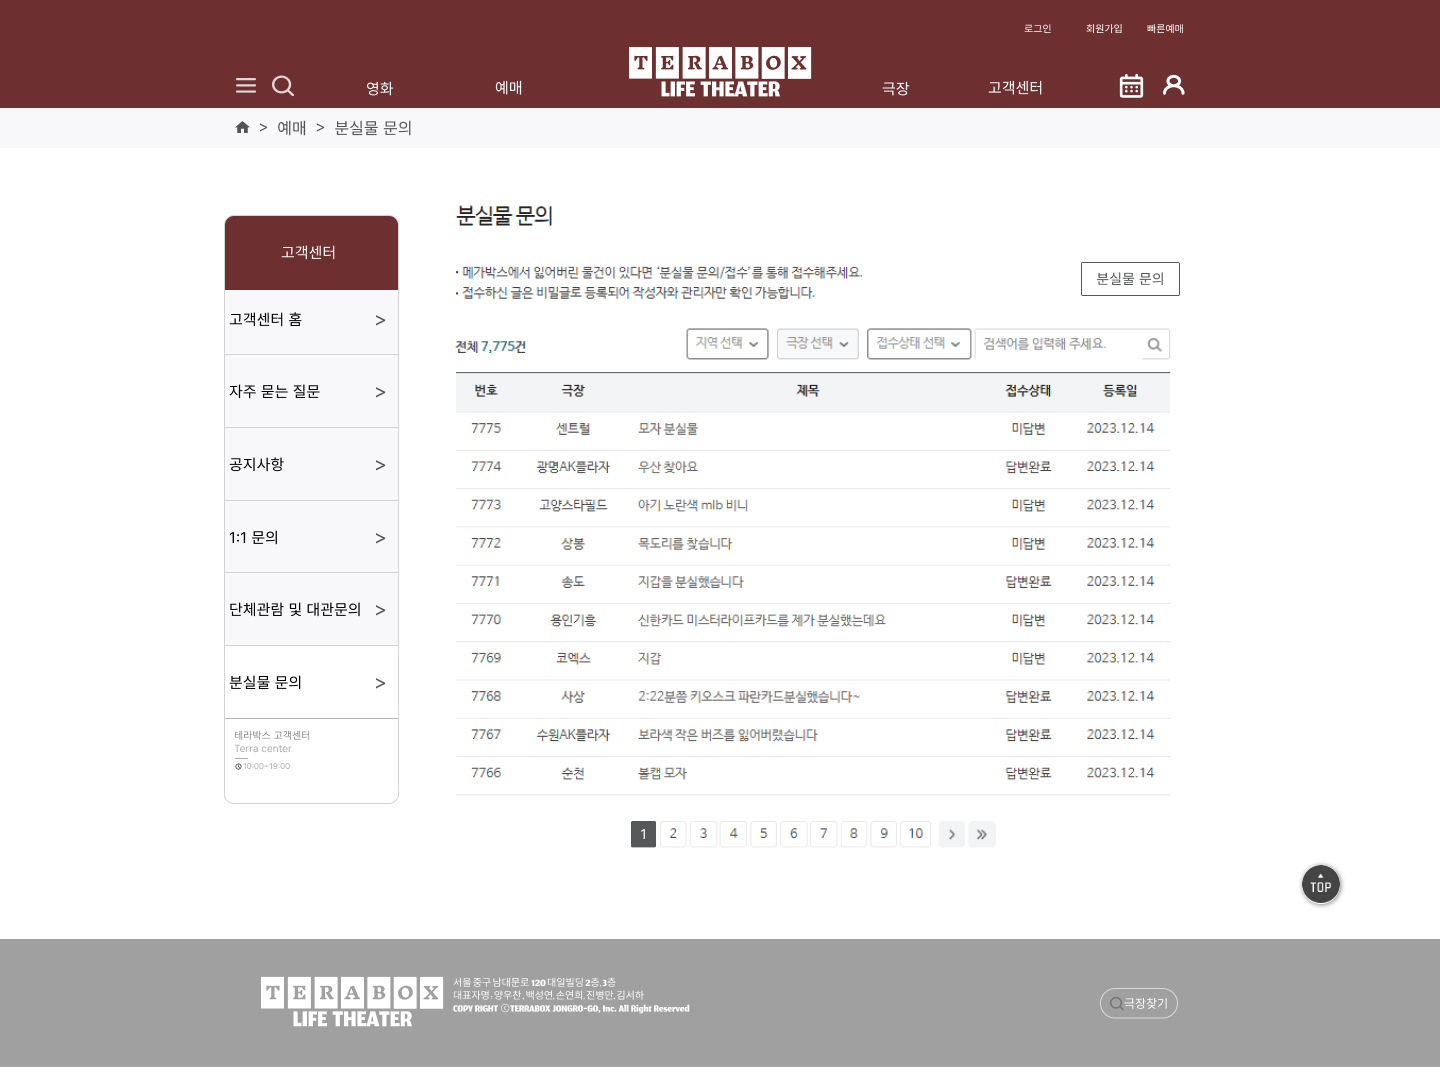 로그인 회원가입 빠른예매
영화 예매 TERABOX 극장 고객센터
LIFE THEATER
> 예매 > 분실물 문의
고객센터
고객센터 홈 >
자주 묻는 질문 >
공지사항 >
1:1 문의 >
단체관람 및 대관문의 >
분실물 문의 >
테라박스 고객센터
Terra center
10:00~19:00
분실물 문의
· 메가박스에서 잃어버린 물건이 있다면 ‘분실물 문의/접수’를 통해 접수해주세요.
· 접수하신 글은 비밀글로 등록되어 작성자와 관리자만 확인 가능합니다.
분실물 문의
전체 7,775건 지역 선택 극장 선택 접수상태 선택 검색어를 입력해 주세요.
번호 극장 제목 접수상태 등록일
7775 센트럴 모자 분실물 미답변 2023.12.14
7774 광명AK플라자 우산 찾아요 답변완료 2023.12.14
7773 고양스타필드 아기 노란색 mlb 비니 미답변 2023.12.14
7772 상봉 목도리를 찾습니다 미답변 2023.12.14
7771 송도 지갑을 분실했습니다 답변완료 2023.12.14
7770 용인기흥 신한카드 미스터라이프카드를 제가 분실했는데요 미답변 2023.12.14
7769 코엑스 지갑 미답변 2023.12.14
7768 사상 2:22분쯤 키오스크 파란카드분실했습니다~ 답변완료 2023.12.14
7767 수원AK플라자 보라색 작은 버즈를 잃어버렸습니다 답변완료 2023.12.14
7766 순천 볼캡 모자 답변완료 2023.12.14
1 2 3 4 5 6 7 8 9 10 > »
TOP
TERABOX
LIFE THEATER
서울 중구 남대문로 120 대일빌딩 2층, 3층
대표자명: 양우찬, 백성연, 손연희, 진병만, 김서하
COPY RIGHT ⓒTERRABOX JONGRO-GO, Inc. All Right Reserved
극장찾기